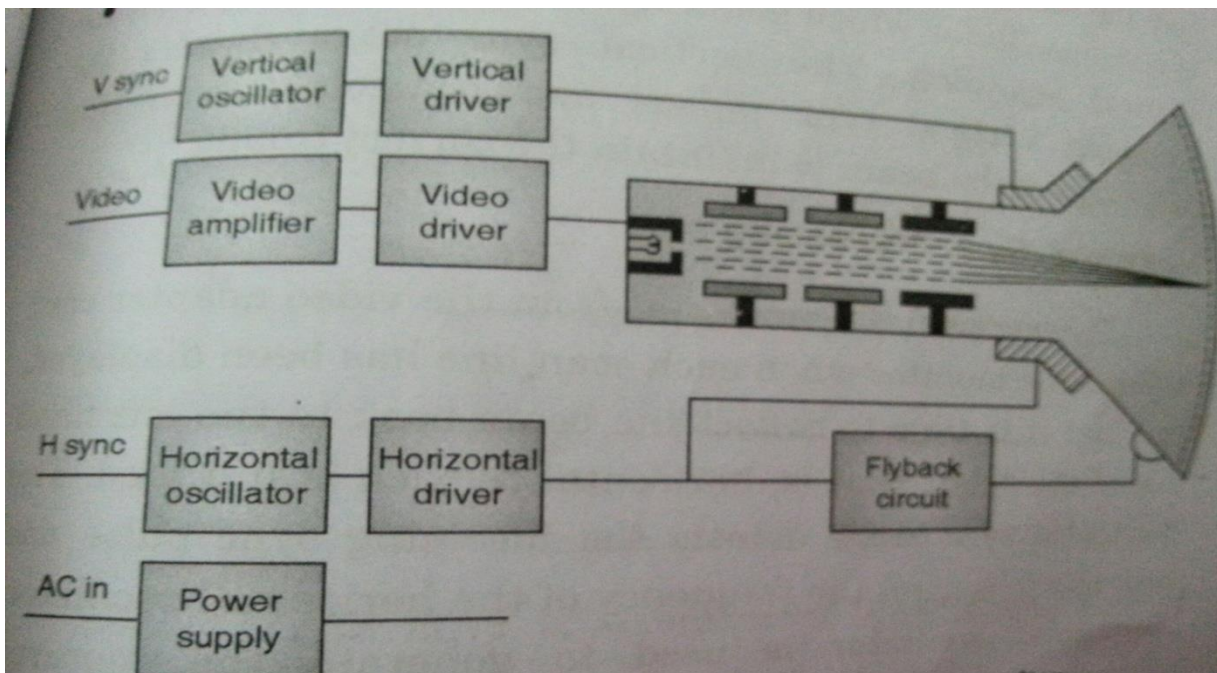 V sync
Vertical
oscillator
Vertical
driver
Video
Video
amplifier
Video
driver
H sync
Horizontal
oscillator
Horizontal
driver
Flyback
circuit
AC in
Power
supply